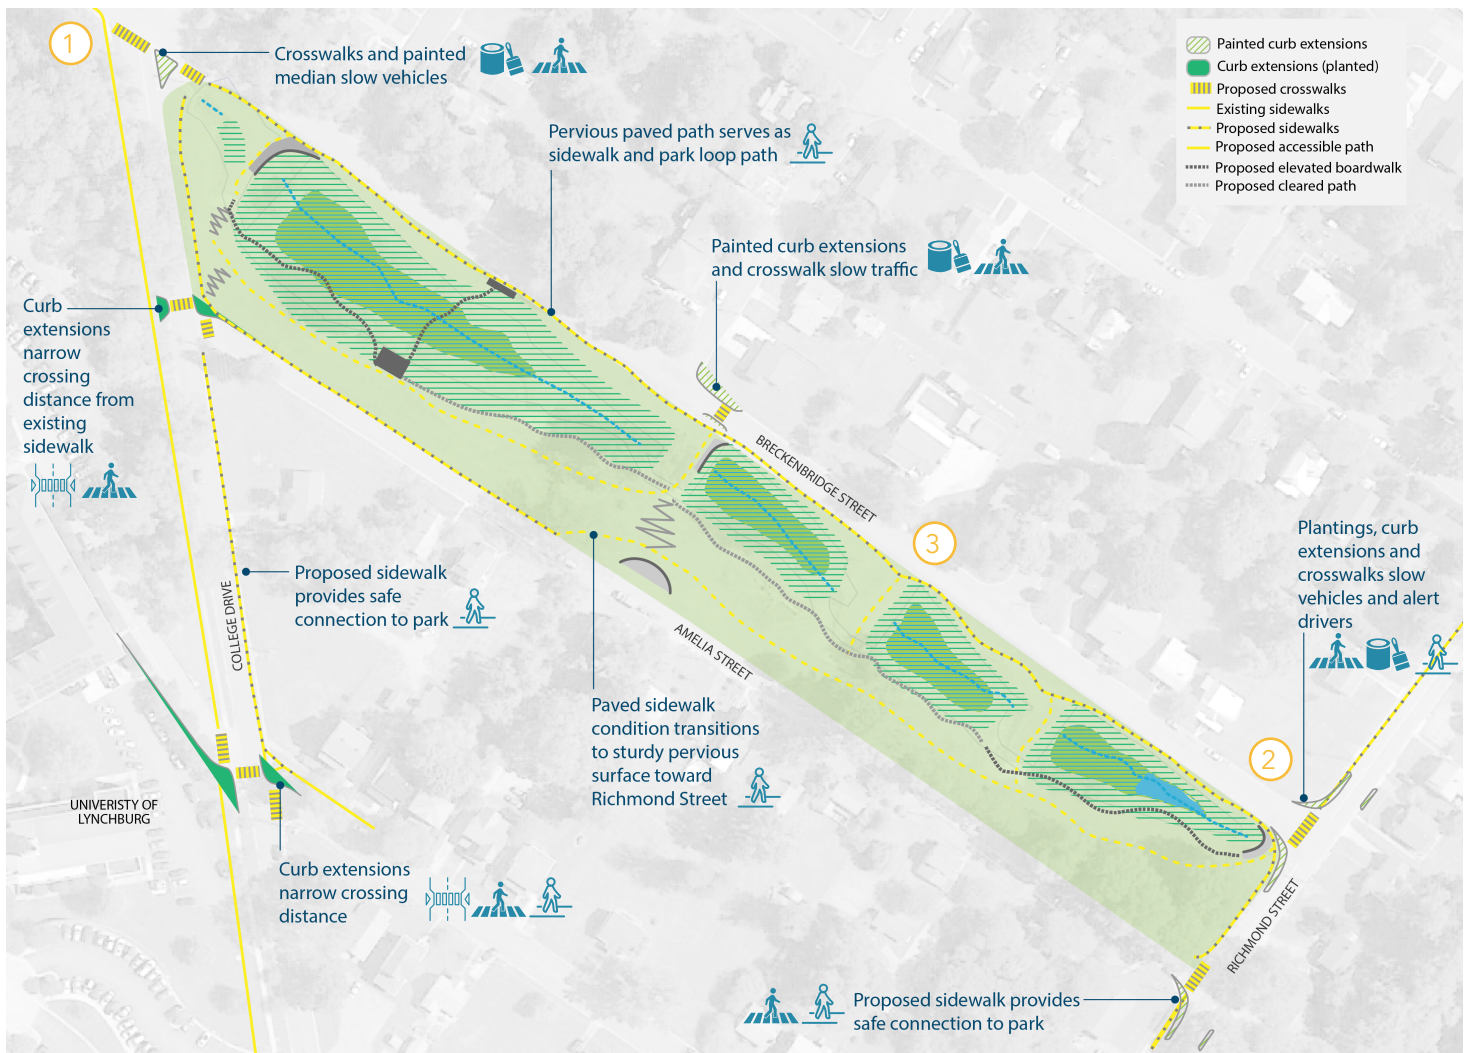 1
Crosswalks and painted
median slow vehicles
Painted curb extensions
Curb extensions (planted)
Proposed crosswalks
Existing sidewalks
Proposed sidewalks
Proposed accessible path
Proposed elevated boardwalk
Proposed cleared path
Pervious paved path serves as
sidewalk and park loop path
Painted curb extensions
and crosswalk slow traffic
Curb
extensions
narrow
crossing
distance from
existing
sidewalk
BRECKENBRIDGE STREET
3
Plantings, curb
extensions and
crosswalks slow
vehicles and alert
drivers
Proposed sidewalk
provides safe
connection to park
COLLEGE DRIVE
AMELIA STREET
Paved sidewalk
condition transitions
to sturdy pervious
surface toward
Richmond Street
2
UNIVERISTY OF
LYNCHBURG
Curb extensions
narrow crossing
distance
RICHMOND STREET
Proposed sidewalk provides
safe connection to park